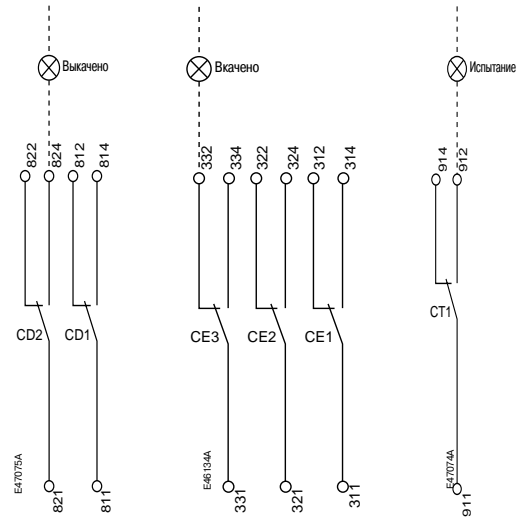 Выкачено
Вкачено
Испытание
822
824
812
814
332
334
322
324
312
314
914
912
CD2
CD1
CE3
CE2
CE1
CT1
E47075A
E46134A
E47074A
821
811
331
321
311
911